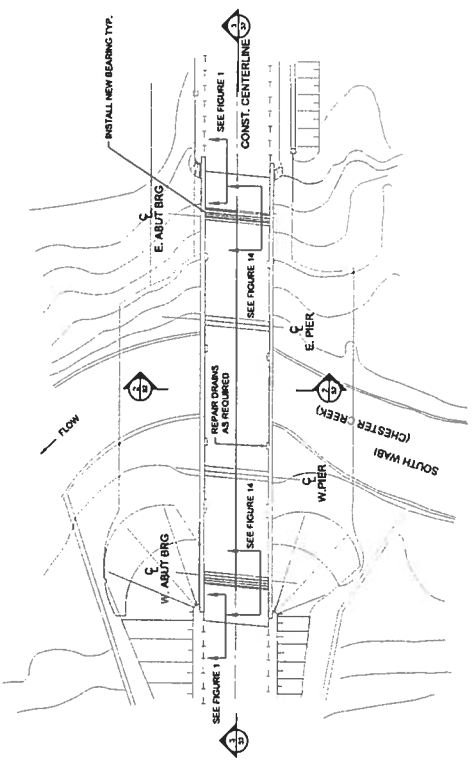 INSTALL NEW BEARING TYP.
SEE FIGURE 1
CONST. CENTERLINE
℄
E. ABUT BRG
SEE FIGURE 14
℄
E. PIER
FLOW
REPAIR DRAINS
AS REQUIRED
SOUTH WABI
(CHESTER CREEK)
℄
W.PIER
SEE FIGURE 14
℄
W. ABUT BRG
SEE FIGURE 1